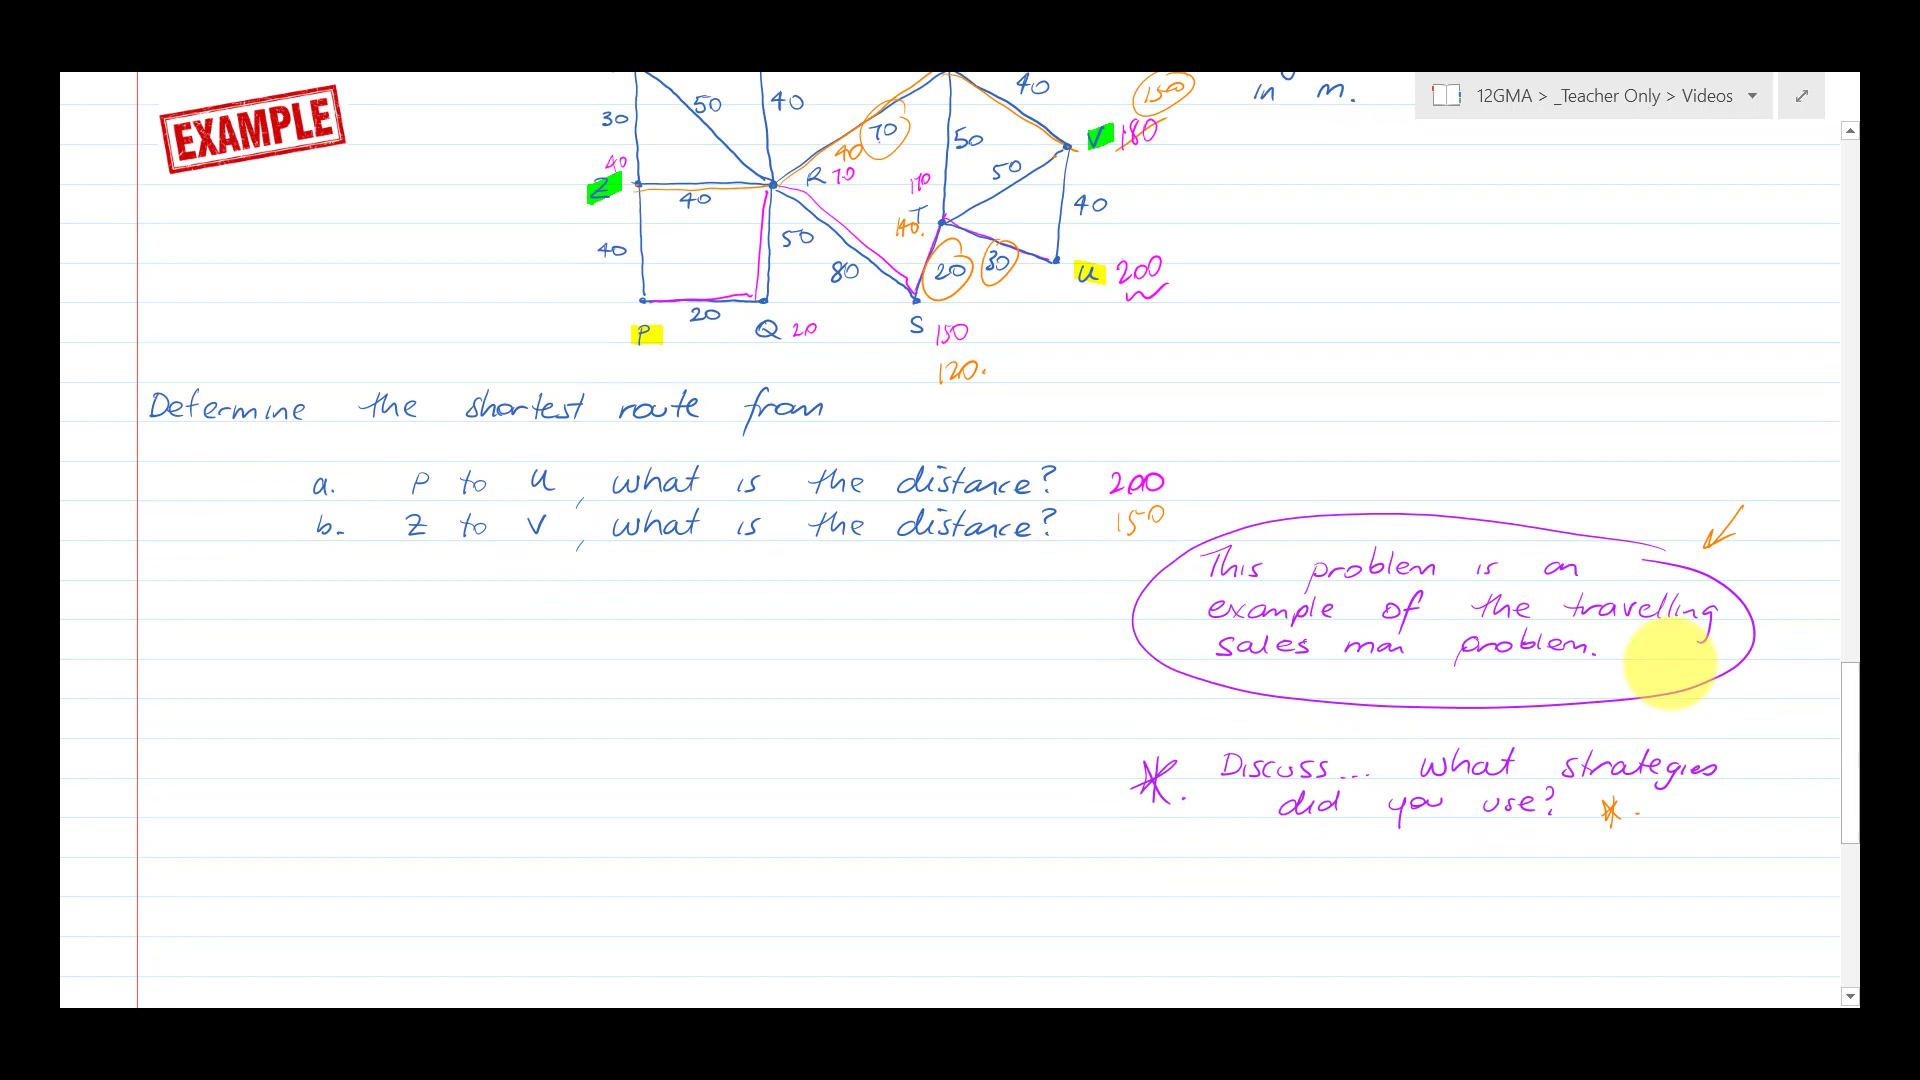 40
150
in m.
12GMA > _Teacher Only > Videos
EXAMPLE
30
50
40
70
V 180
40
40
R 70
50
50
Z
40
170
T
140.
40
40
50
80
20
30
U 200
20
P
Q 20
S 150
120.
Determine the shortest route from
a. P to U, what is the distance? 200
b. Z to V, what is the distance? 150
This problem is an
example of the travelling
sales man problem.
*. Discuss... What strategies
did you use? *.